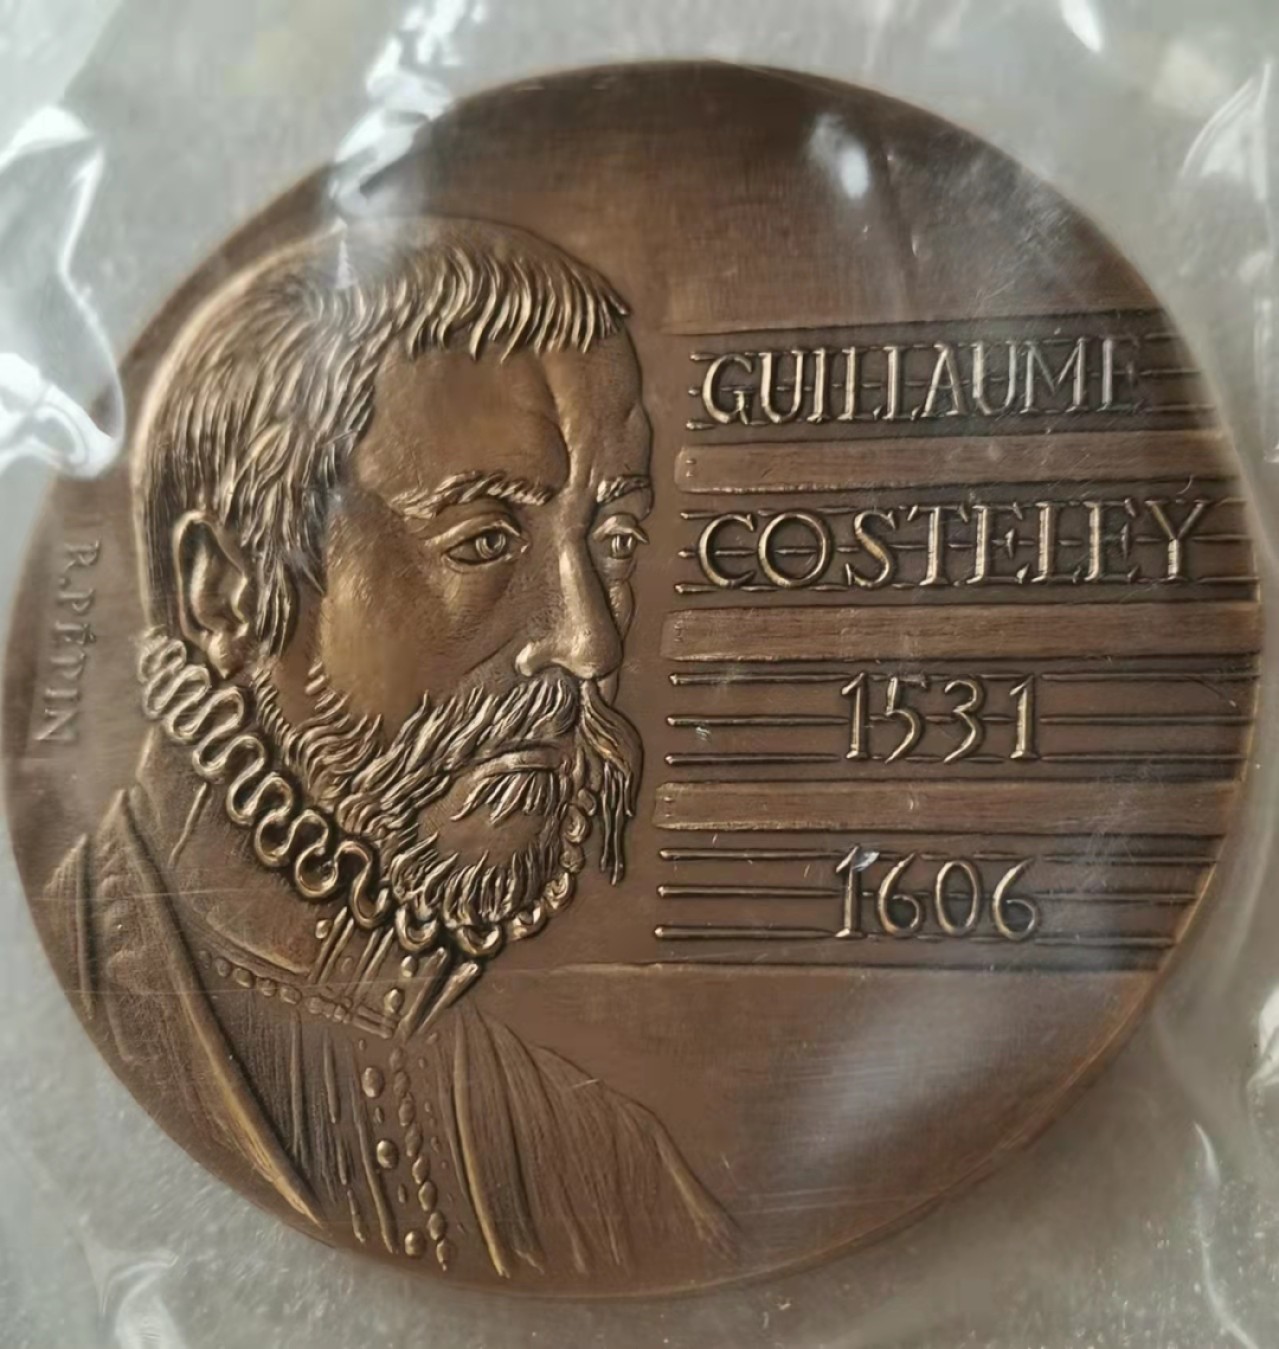 GUILLAUME
COSTELEY
1531
1606
R.PÉTIN